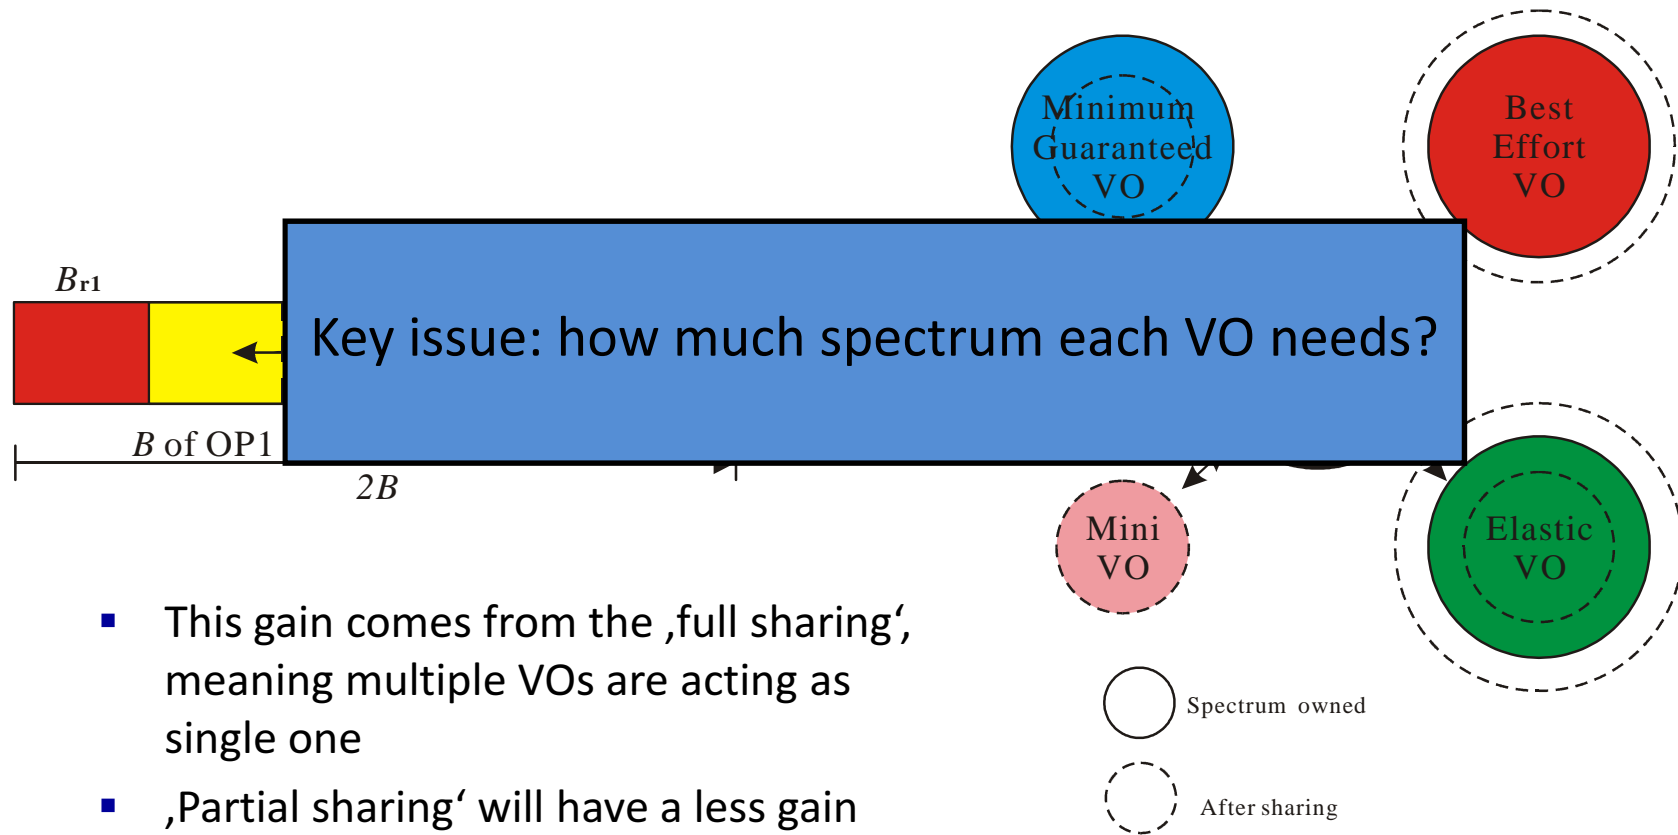 Minimum
Guaranteed
VO
Best
Effort
VO
Br1
Key issue: how much spectrum each VO needs?
B of OP1
2B
Mini
VO
Elastic
VO
▪ This gain comes from the ‚full sharing‘,
meaning multiple VOs are acting as
single one
▪ ‚Partial sharing‘ will have a less gain
Spectrum owned
After sharing